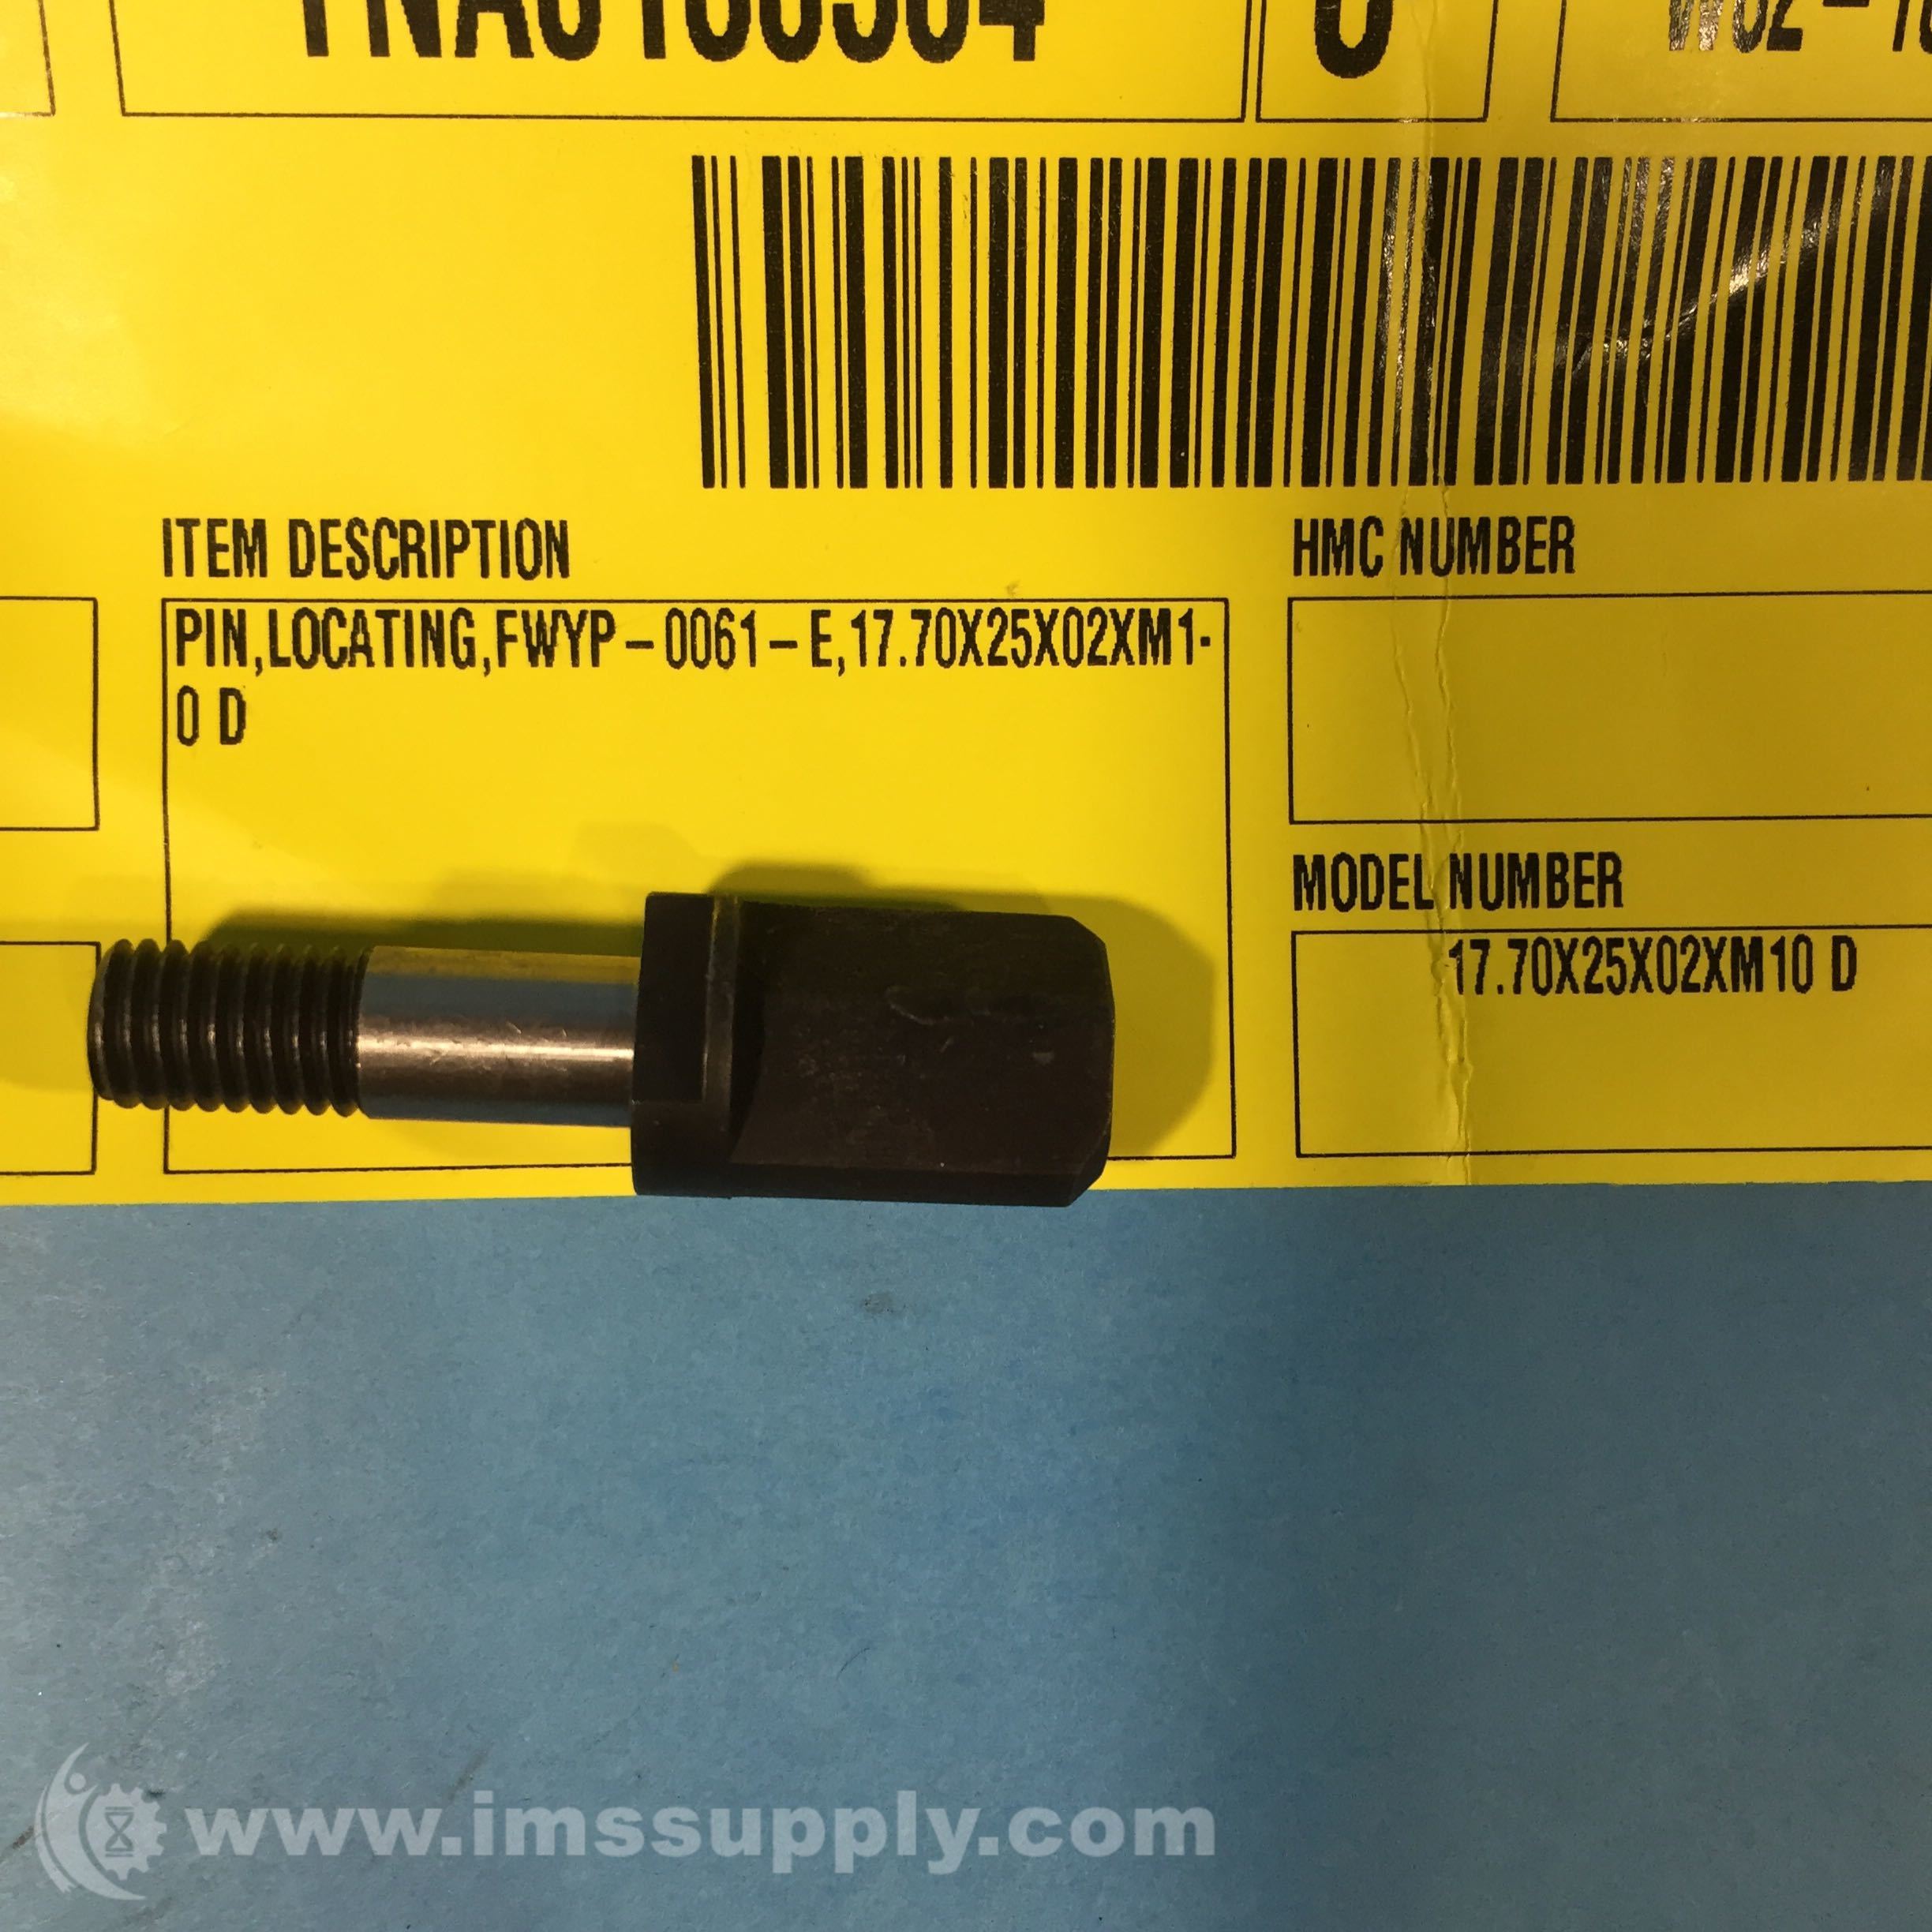 ITEM DESCRIPTION
PIN,LOCATING,FWYP-0061-E,17.70X25X02XM1-
0 D
HMC NUMBER
MODEL NUMBER
17.70X25X02XM10 D
www.imssupply.com